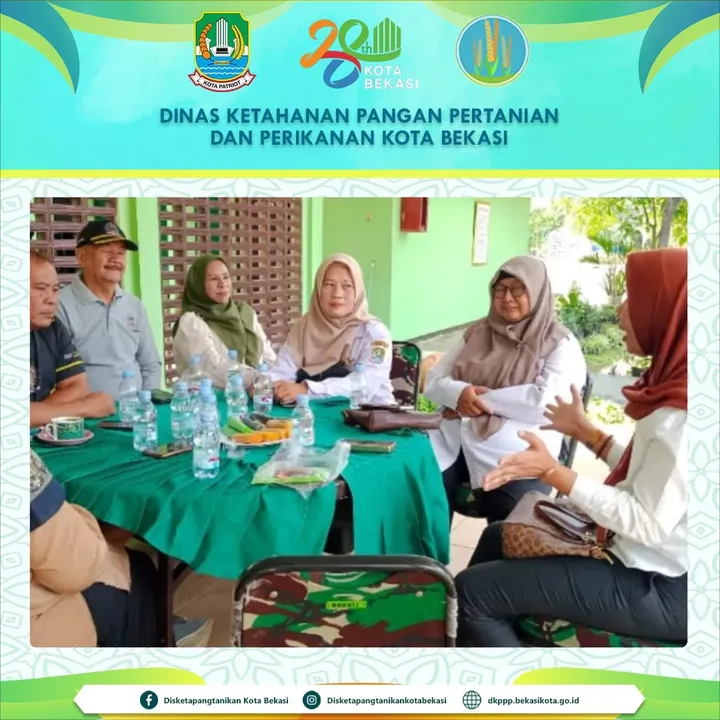 KOTA PATRIOT
28th
KOTA
BEKASI
DINAS KETAHANAN PANGAN PERTANIAN
DAN PERIKANAN KOTA BEKASI
Disketapangtanikan Kota Bekasi
Disketapangtanikankotabekasi
dkppp.bekasikota.go.id